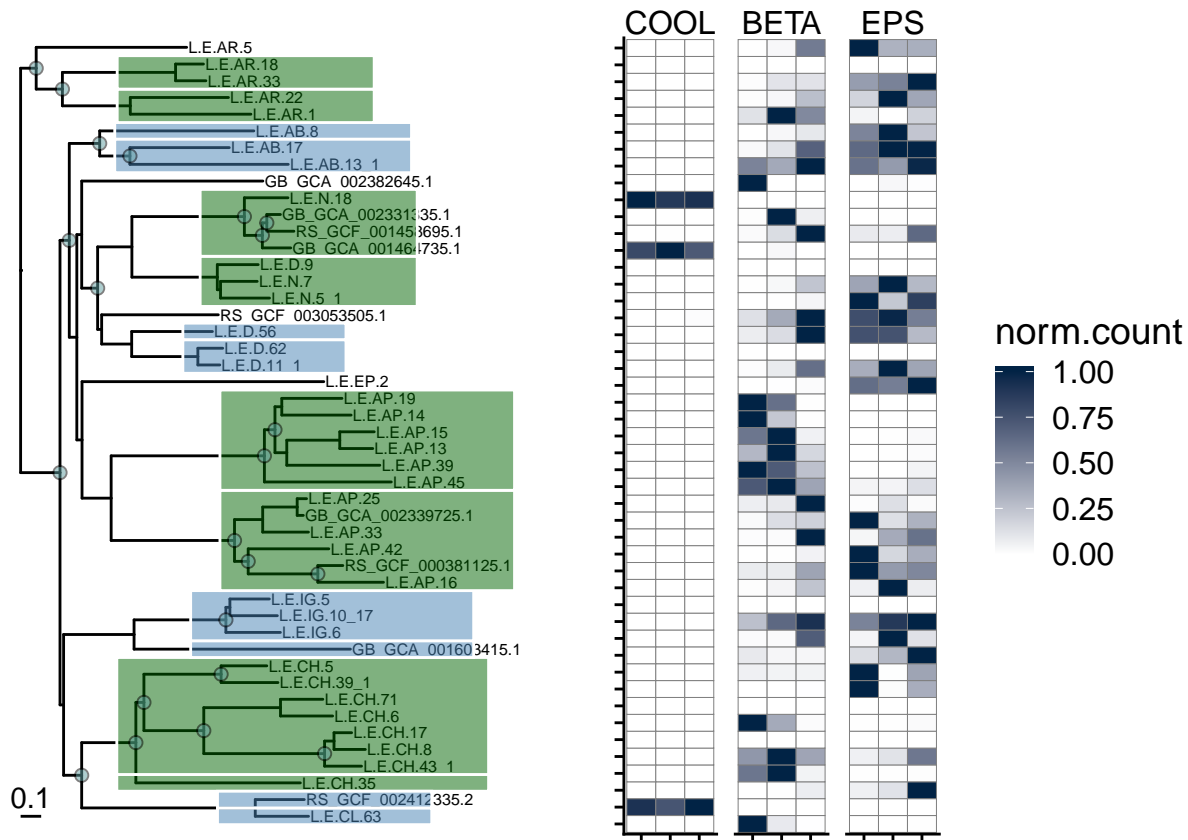 COOL BETA EPS
L.E.AR.5
L.E.AR.18
L.E.AR.33
L.E.AR.22
L.E.AR.1
L.E.AB.8
L.E.AB.17
L.E.AB.13_1
GB_GCA_002382645.1
L.E.N.18
GB_GCA_002331335.1
RS_GCF_001458695.1
GB_GCA_001464735.1
L.E.D.9
L.E.N.7
L.E.N.5_1
RS_GCF_003053505.1
L.E.D.56
L.E.D.62
L.E.D.11_1
L.E.EP.2
L.E.AP.19
L.E.AP.14
L.E.AP.15
L.E.AP.13
L.E.AP.39
L.E.AP.45
L.E.AP.25
GB_GCA_002339725.1
L.E.AP.33
L.E.AP.42
RS_GCF_000381125.1
L.E.AP.16
L.E.IG.5
L.E.IG.10_17
L.E.IG.6
GB_GCA_001603415.1
L.E.CH.5
L.E.CH.39_1
L.E.CH.71
L.E.CH.6
L.E.CH.17
L.E.CH.8
L.E.CH.43_1
L.E.CH.35
RS_GCF_002412335.2
L.E.CL.63
0.1
norm.count
1.00
0.75
0.50
0.25
0.00